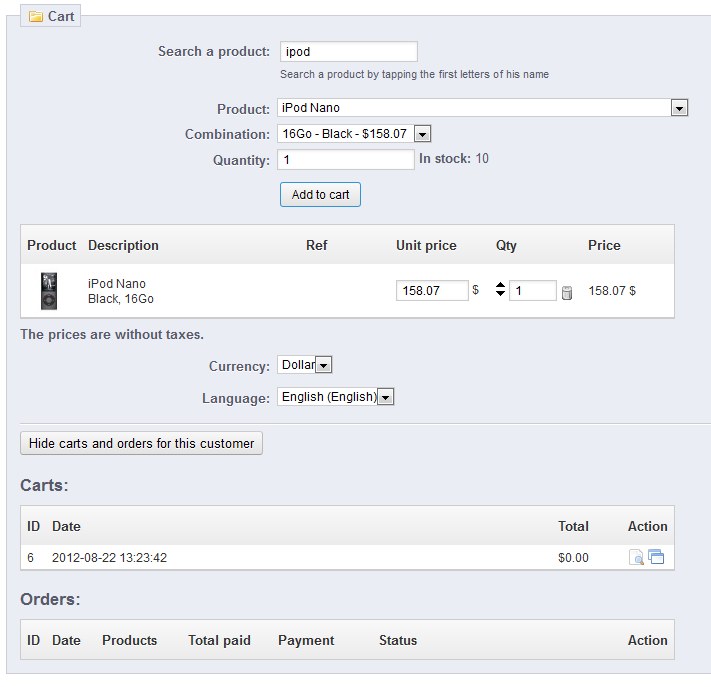 Cart
Search a product: ipod
Search a product by tapping the first letters of his name
Product: iPod Nano
Combination: 16Go - Black - $158.07
Quantity: 1 In stock: 10
Add to cart
Product Description Ref Unit price Qty Price
iPod Nano
Black, 16Go
158.07 $ 1 158.07 $
The prices are without taxes.
Currency: Dollar
Language: English (English)
Hide carts and orders for this customer
Carts:
ID Date Total Action
6 2012-08-22 13:23:42 $0.00
Orders:
ID Date Products Total paid Payment Status Action